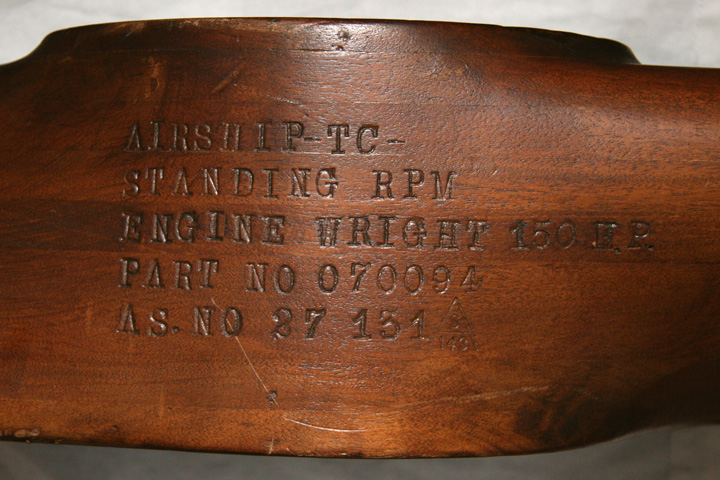 AIRSHIP-TC-
STANDING RPM
ENGINE WRIGHT 150 H.P.
PART NO 070094
A.S. NO 27 131